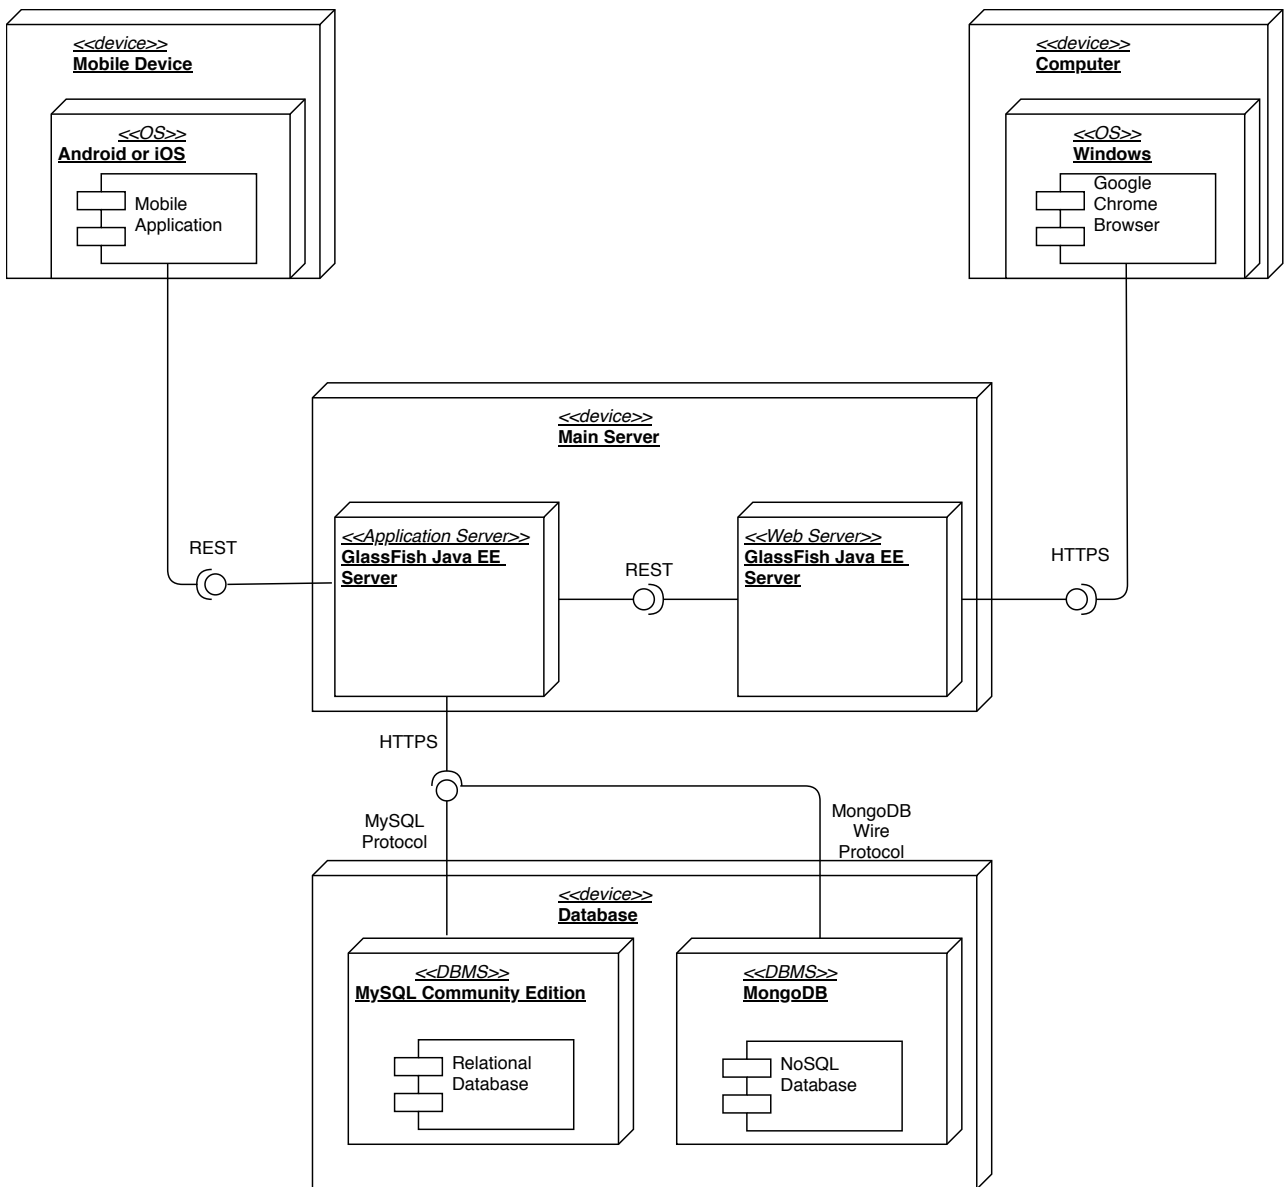 <<device>>
Mobile Device
<<OS>>
Android or iOS
Mobile
Application
<<device>>
Computer
<<OS>>
Windows
Google
Chrome
Browser
<<device>>
Main Server
<<Application Server>>
GlassFish Java EE
Server
<<Web Server>>
GlassFish Java EE
Server
REST
REST
HTTPS
HTTPS
MySQL
Protocol
MongoDB
Wire
Protocol
<<device>>
Database
<<DBMS>>
MySQL Community Edition
Relational
Database
<<DBMS>>
MongoDB
NoSQL
Database